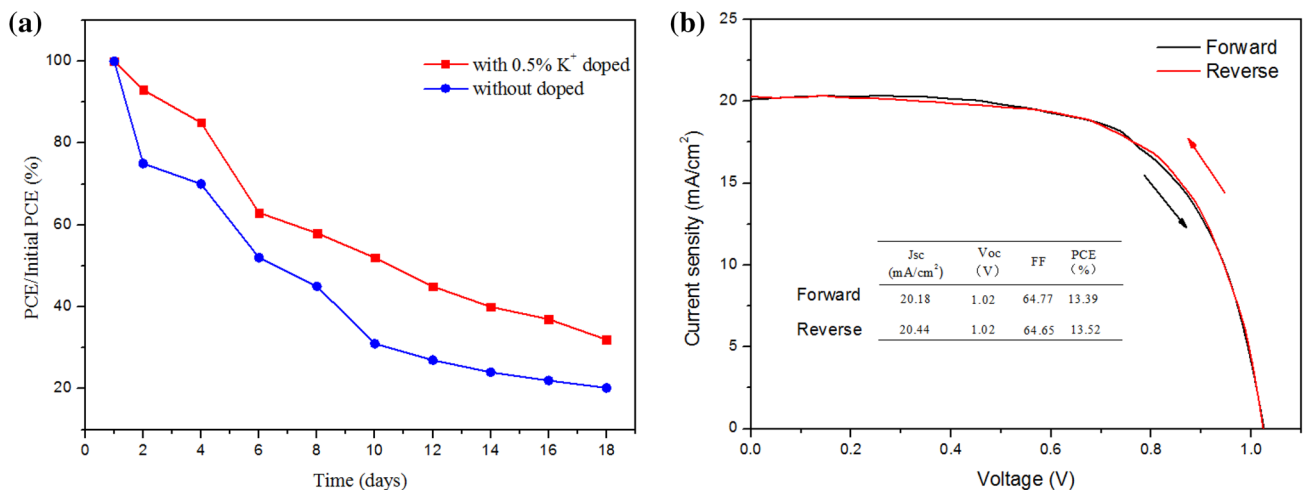 (a)
PCE/Initial PCE (%)
100
80
60
40
20
with 0.5% K⁺ doped
without doped
0 2 4 6 8 10 12 14 16 18
Time (days)
(b)
Current sensity (mA/cm²)
25
20
15
10
5
0
Forward
Reverse
Jsc (mA/cm²) Voc (V) FF PCE (%)
Forward 20.18 1.02 64.77 13.39
Reverse 20.44 1.02 64.65 13.52
0.0 0.2 0.4 0.6 0.8 1.0
Voltage (V)